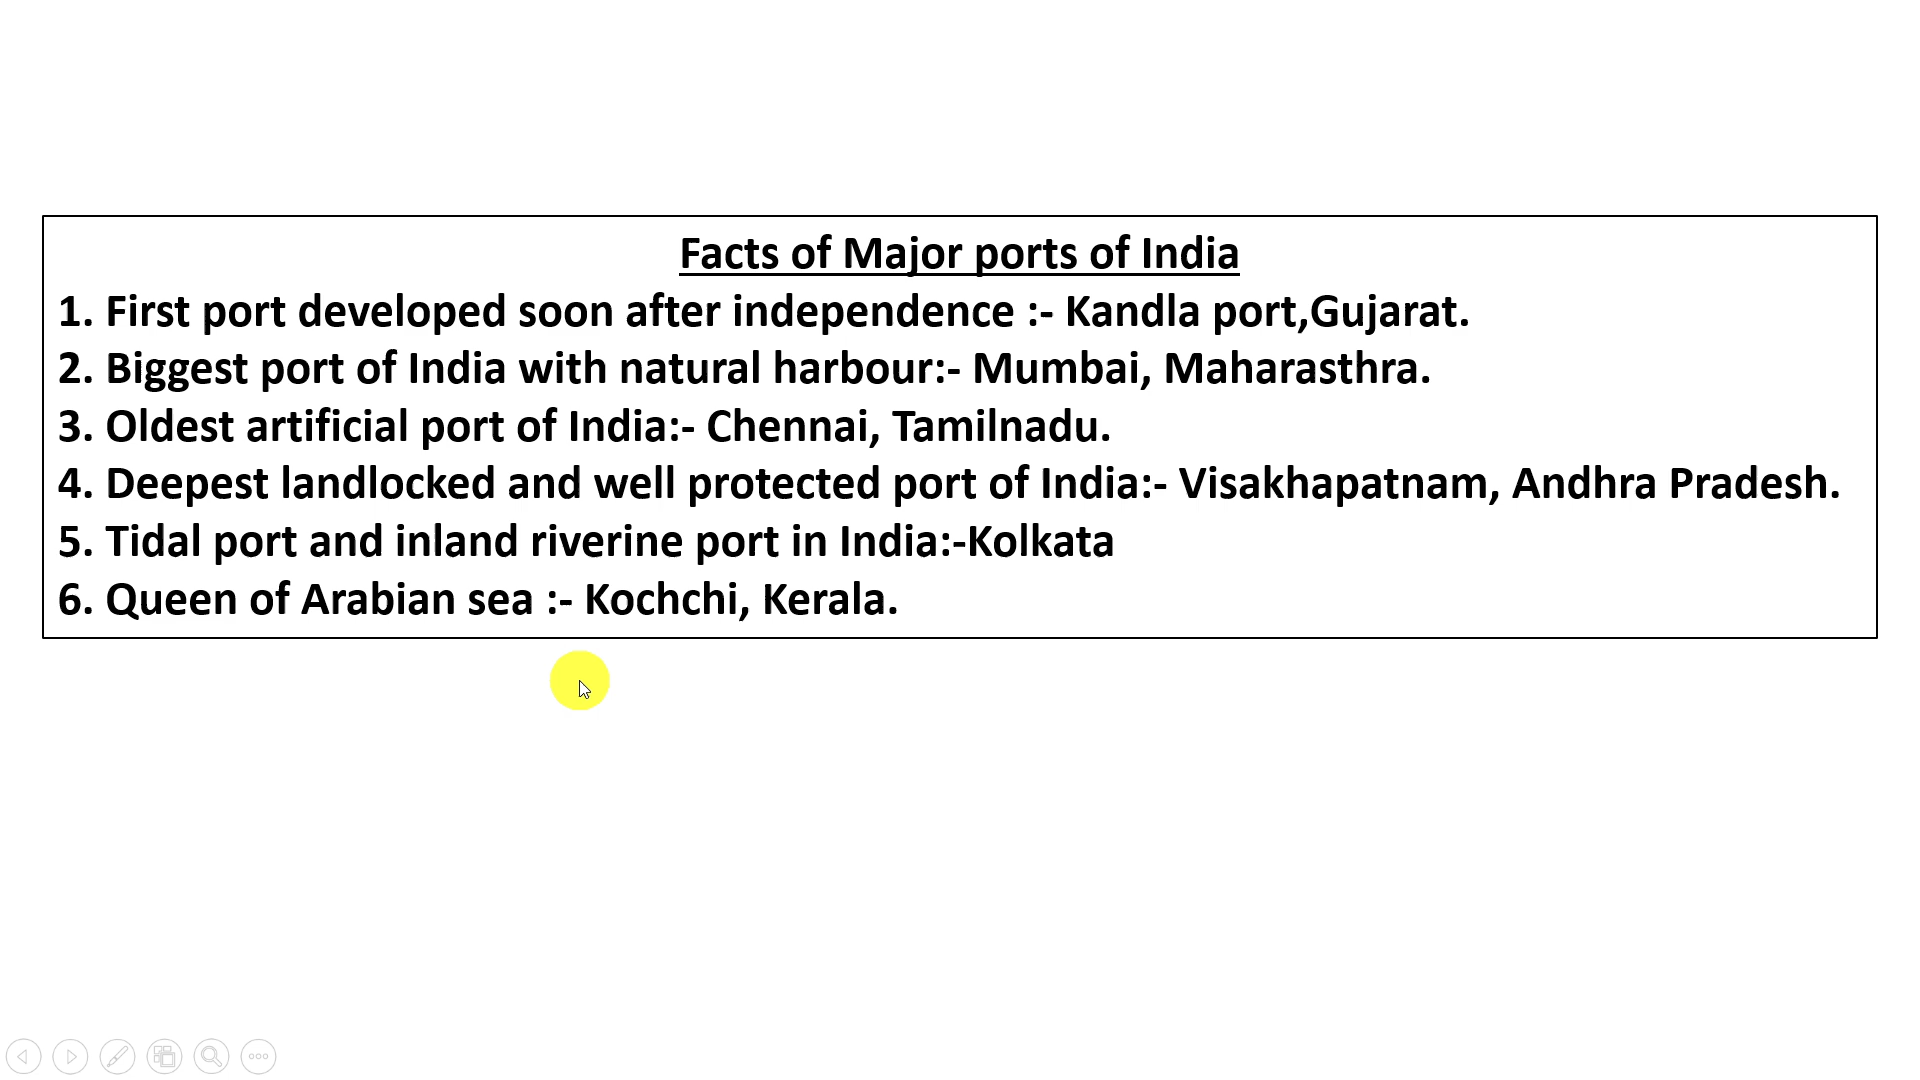 Facts of Major ports of India
1. First port developed soon after independence :- Kandla port,Gujarat.
2. Biggest port of India with natural harbour:- Mumbai, Maharasthra.
3. Oldest artificial port of India:- Chennai, Tamilnadu.
4. Deepest landlocked and well protected port of India:- Visakhapatnam, Andhra Pradesh.
5. Tidal port and inland riverine port in India:-Kolkata
6. Queen of Arabian sea :- Kochchi, Kerala.